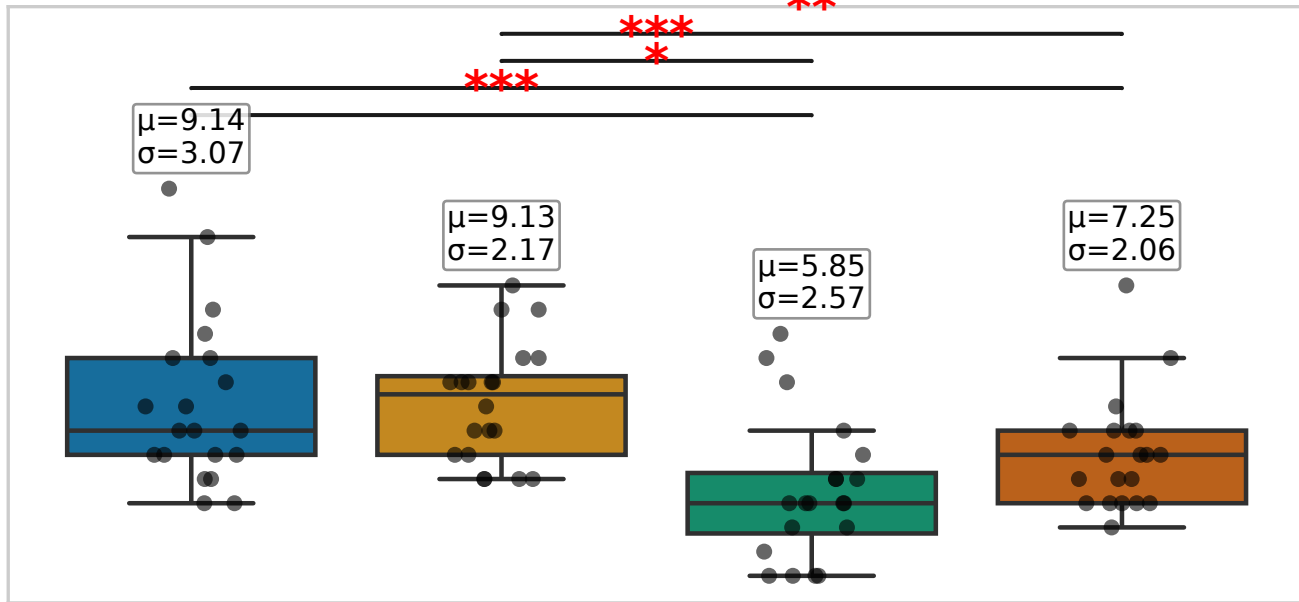 **
***
*
***
μ=9.14
σ=3.07
μ=9.13
σ=2.17
μ=5.85
σ=2.57
μ=7.25
σ=2.06